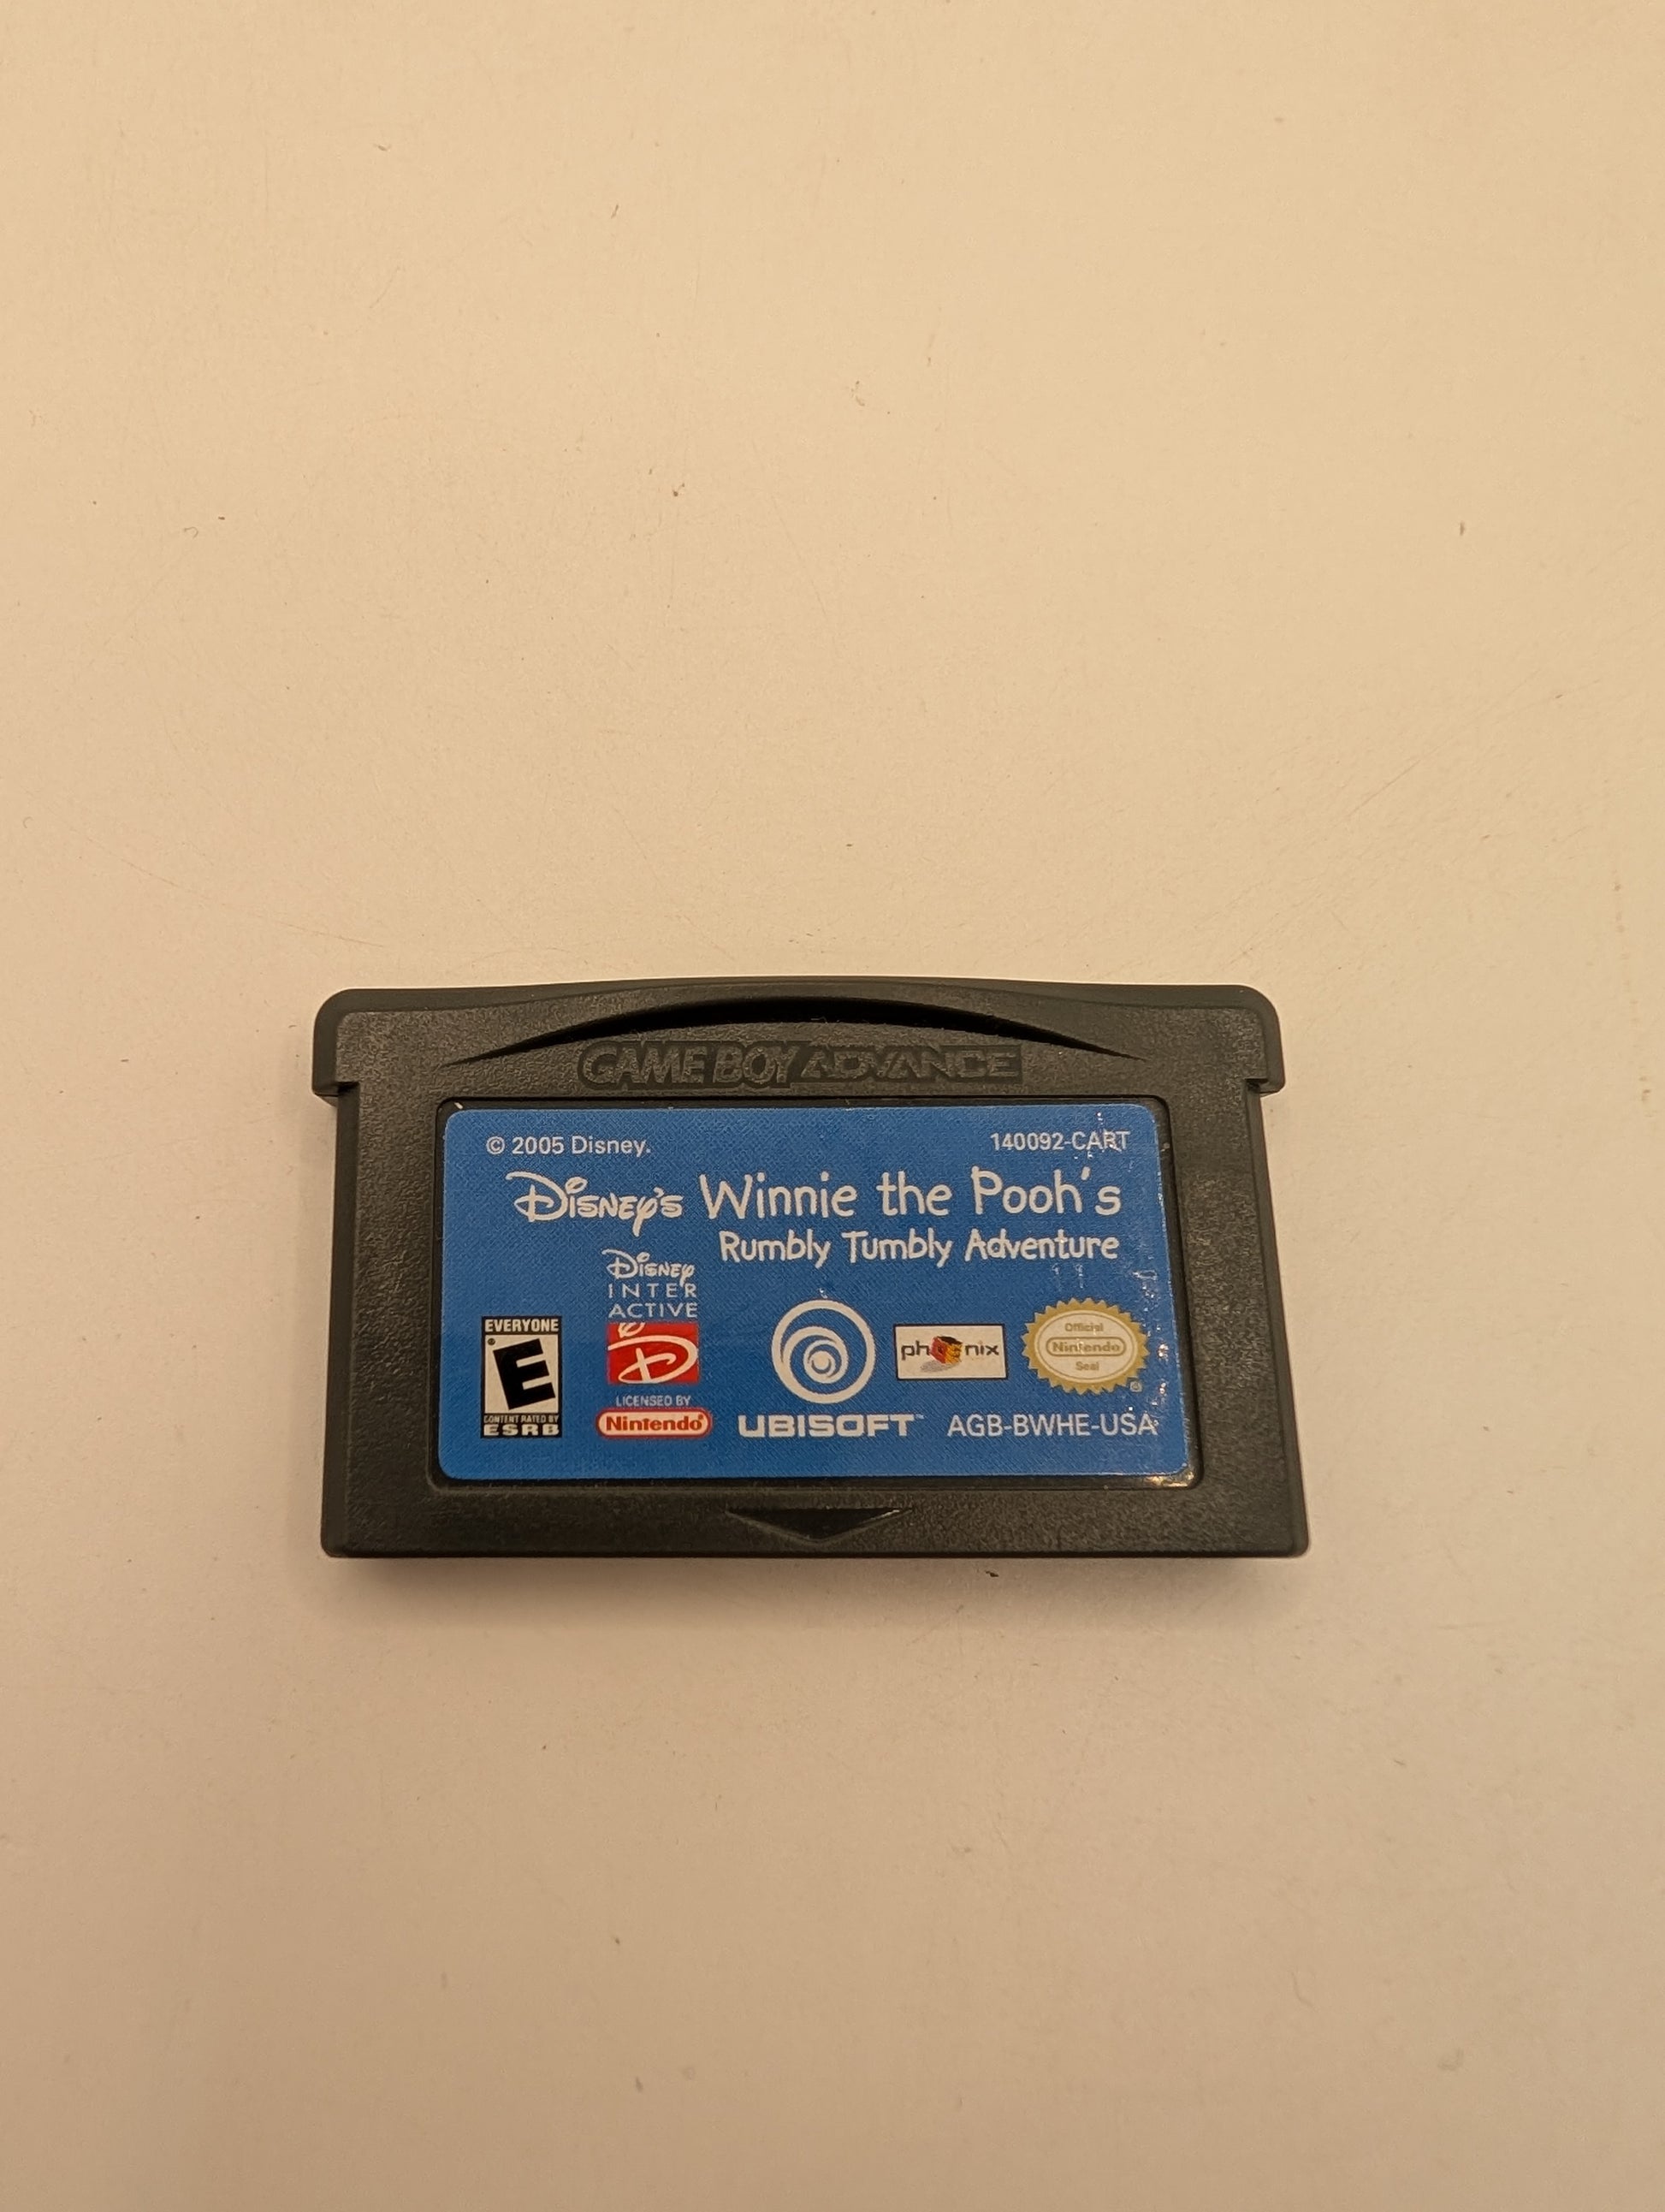 GAME BOY ADVANCE
© 2005 Disney.
140092-CART
Disney's Winnie the Pooh's
Rumbly Tumbly Adventure
Disney
INTER
ACTIVE
D
LICENSED BY
Nintendo®
EVERYONE
E
CONTENT RATED BY
ESRB
UBISOFT™
phoenix
Official
Nintendo
Seal
®
AGB-BWHE-USA